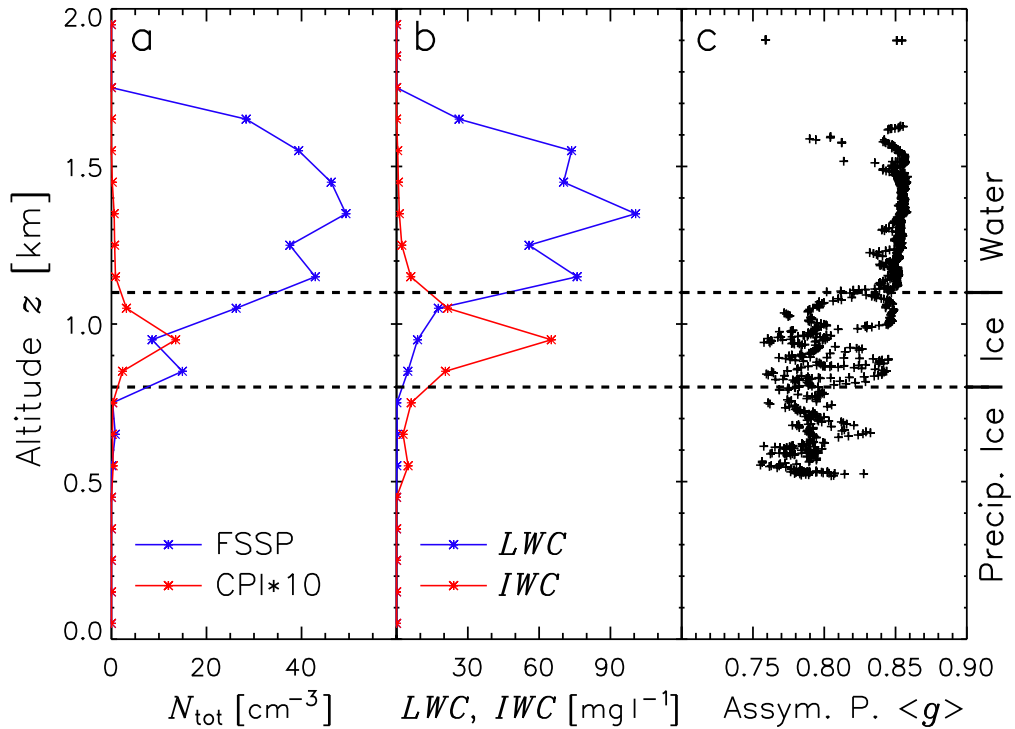 a
b
c
2.0
1.5
1.0
0.5
0.0
Altitude z [km]
FSSP
CPI*10
LWC
IWC
Water
Ice
Precip. Ice
0
20
40
30
60
90
0.75
0.80
0.85
0.90
N_tot [cm⁻³]
LWC, IWC [mg l⁻¹]
Assym. P. <g>